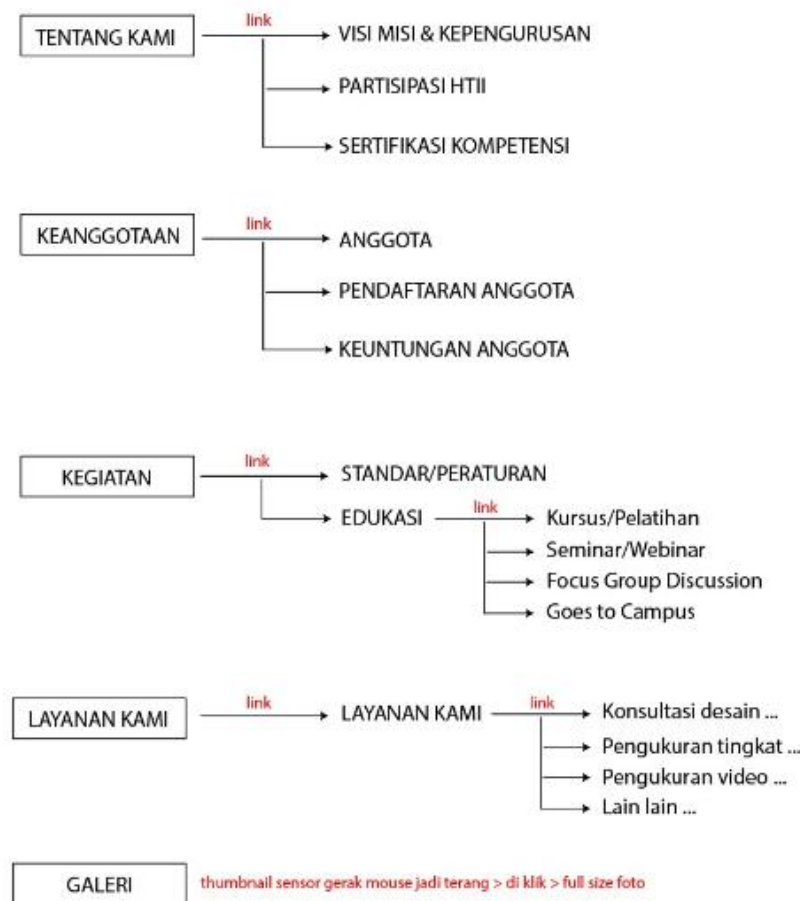 TENTANG KAMI
link
VISI MISI & KEPENGURUSAN
PARTISIPASI HTII
SERTIFIKASI KOMPETENSI
KEANGGOTAAN
link
ANGGOTA
PENDAFTARAN ANGGOTA
KEUNTUNGAN ANGGOTA
KEGIATAN
link
STANDAR/PERATURAN
EDUKASI
link
Kursus/Pelatihan
Seminar/Webinar
Focus Group Discussion
Goes to Campus
LAYANAN KAMI
link
LAYANAN KAMI
link
Konsultasi desain ...
Pengukuran tingkat ...
Pengukuran video ...
Lain lain ...
GALERI
thumbnail sensor gerak mouse jadi terang > di klik > full size foto